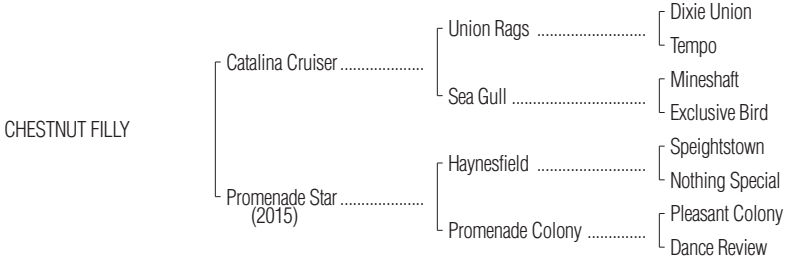 Dixie Union
Union Rags ..........................
Tempo
Catalina Cruiser ....................
Mineshaft
Sea Gull ................................
Exclusive Bird
CHESTNUT FILLY
Speightstown
Haynesfield ..........................
Nothing Special
Promenade Star ....................
(2015)
Pleasant Colony
Promenade Colony ..............
Dance Review